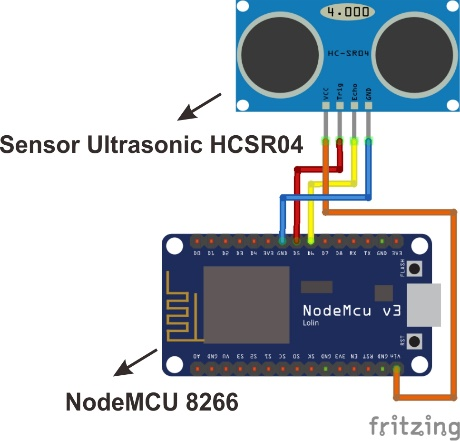 4.000
HC-SR04
VCC
Trig
Echo
GND
Sensor Ultrasonic HCSR04
D0 D1 D2 D3 D4 3V3 GND D5 D6 D7 D8 RX TX GND 3V3
FLASH
NodeMcu v3
Lolin
RST
A0 G VU S3 S2 S1 SC S0 SK G 3V3 EN RST GND Vin
NodeMCU 8266
fritzing